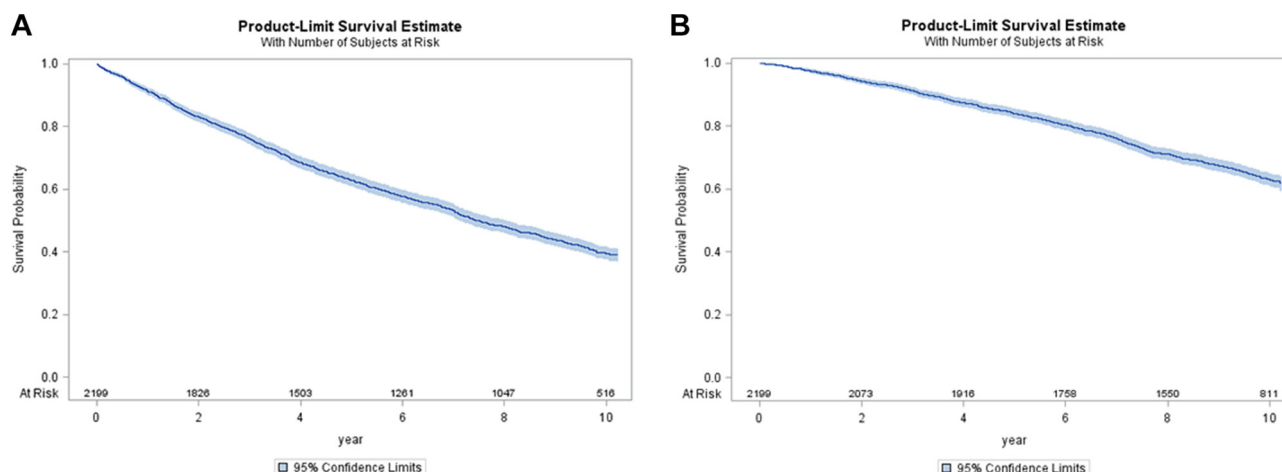 A
Product-Limit Survival Estimate
With Number of Subjects at Risk
1.0
0.8
0.6
0.4
0.2
0.0
Survival Probability
At Risk 2199 1826 1503 1261 1047 516
0 2 4 6 8 10
year
95% Confidence Limits
B
Product-Limit Survival Estimate
With Number of Subjects at Risk
1.0
0.8
0.6
0.4
0.2
0.0
Survival Probability
At Risk 2199 2073 1916 1758 1550 811
0 2 4 6 8 10
year
95% Confidence Limits